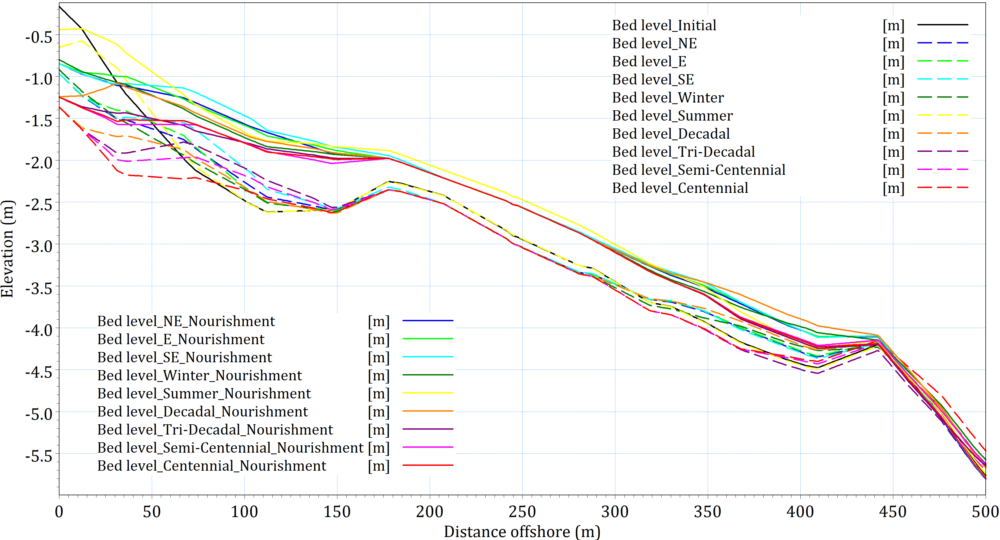 Bed level_Initial [m]
Bed level_NE [m]
Bed level_E [m]
Bed level_SE [m]
Bed level_Winter [m]
Bed level_Summer [m]
Bed level_Decadal [m]
Bed level_Tri-Decadal [m]
Bed level_Semi-Centennial [m]
Bed level_Centennial [m]
Elevation (m)
-0.5
-1.0
-1.5
-2.0
-2.5
-3.0
-3.5
-4.0
-4.5
-5.0
-5.5
Bed level_NE_Nourishment [m]
Bed level_E_Nourishment [m]
Bed level_SE_Nourishment [m]
Bed level_Winter_Nourishment [m]
Bed level_Summer_Nourishment [m]
Bed level_Decadal_Nourishment [m]
Bed level_Tri-Decadal_Nourishment [m]
Bed level_Semi-Centennial_Nourishment [m]
Bed level_Centennial_Nourishment [m]
0 50 100 150 200 250 300 350 400 450 500
Distance offshore (m)